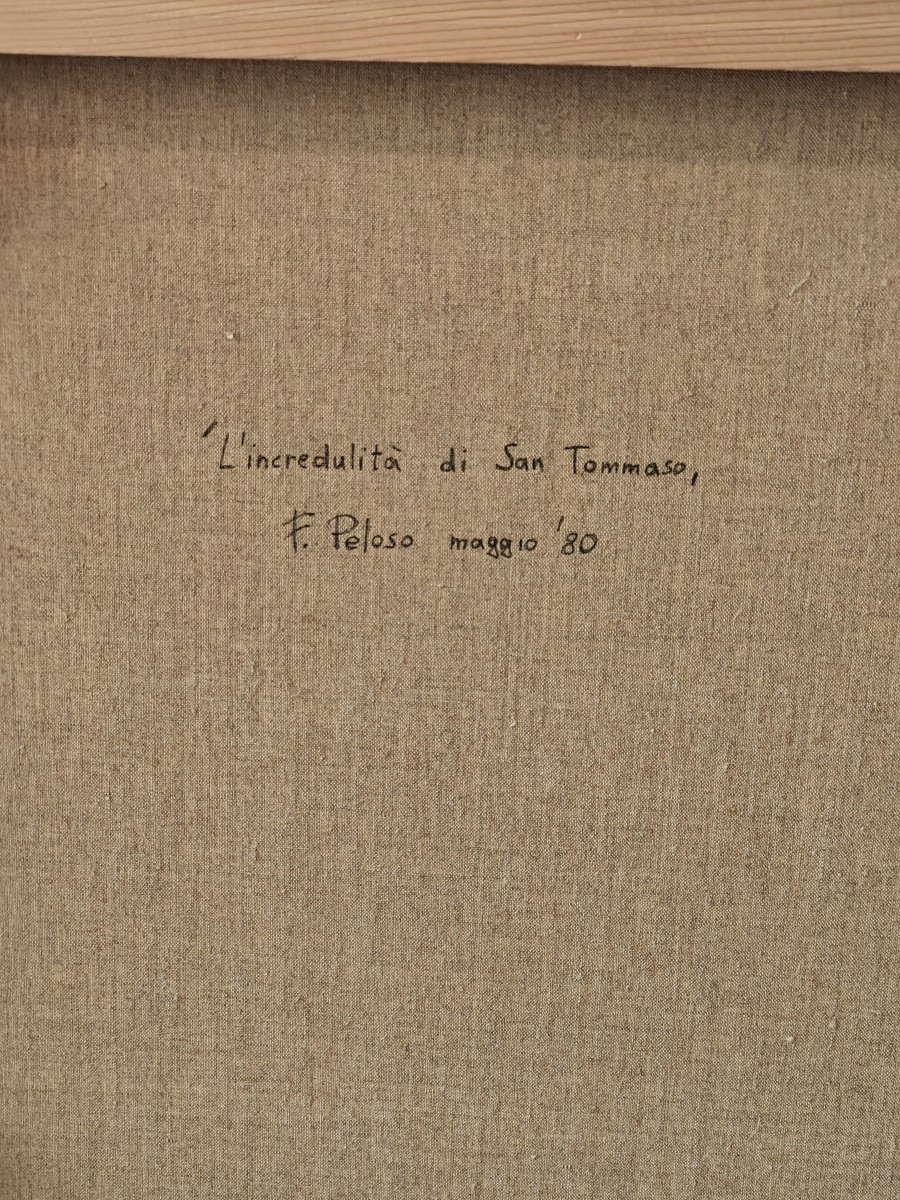 'L'incredulità di San Tommaso,
F. Peloso maggio '80